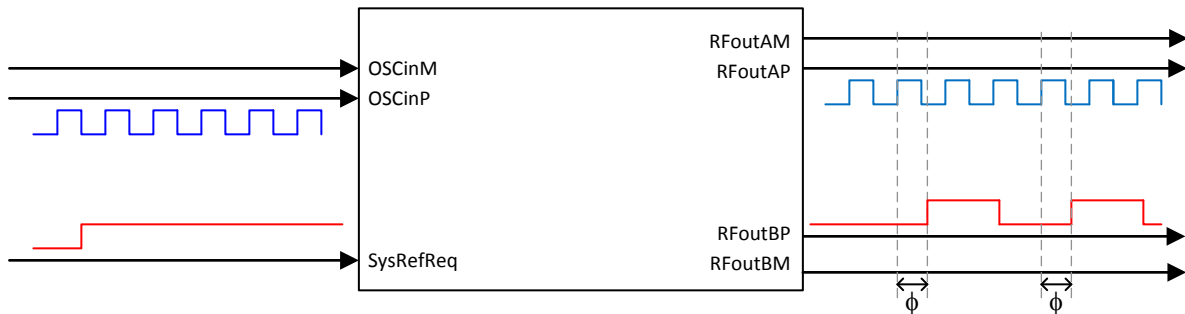 OSCinM
OSCinP
SysRefReq
RFoutAM
RFoutAP
RFoutBP
RFoutBM
ϕ
ϕ